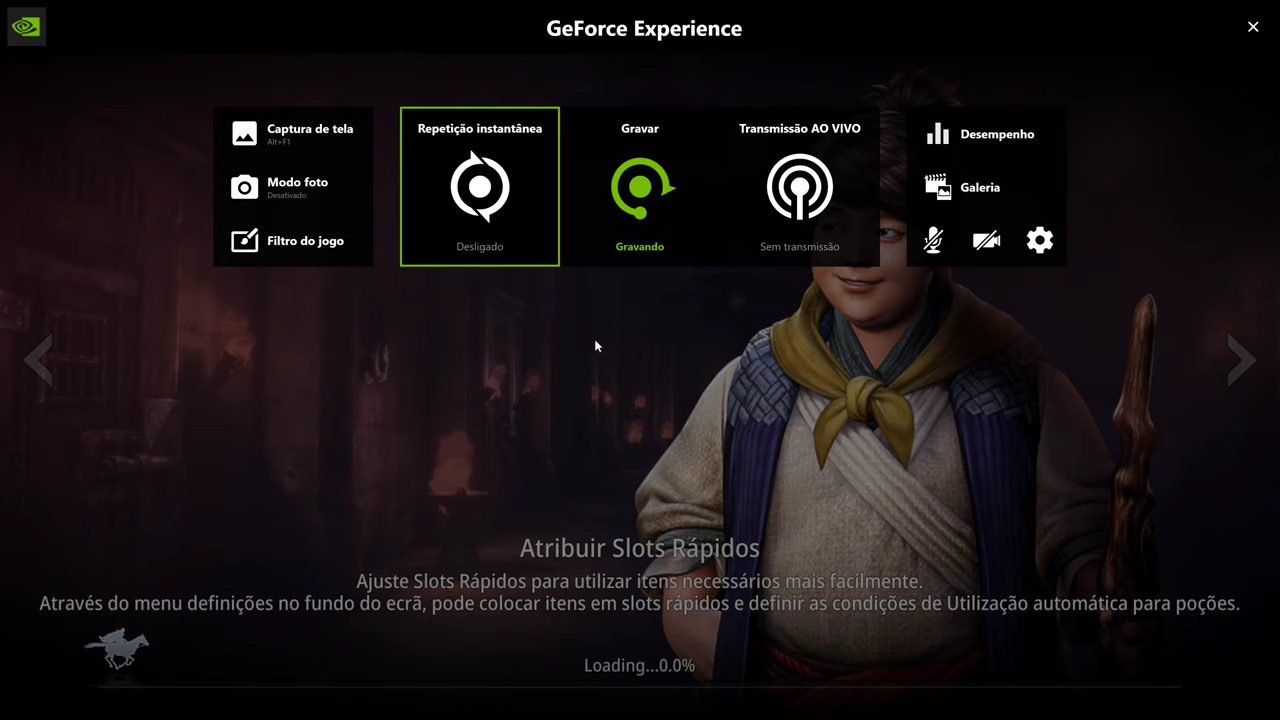 GeForce Experience
Captura de tela
Alt+F1
Modo foto
Desativado
Filtro do jogo
Repetição instantânea
Desligado
Gravar
Gravando
Transmissão AO VIVO
Sem transmissão
Desempenho
Galeria
Atribuir Slots Rápidos
Ajuste Slots Rápidos para utilizar itens necessários mais facilmente.
Através do menu definições no fundo do ecrã, pode colocar itens em slots rápidos e definir as condições de Utilização automática para poções.
Loading...0.0%